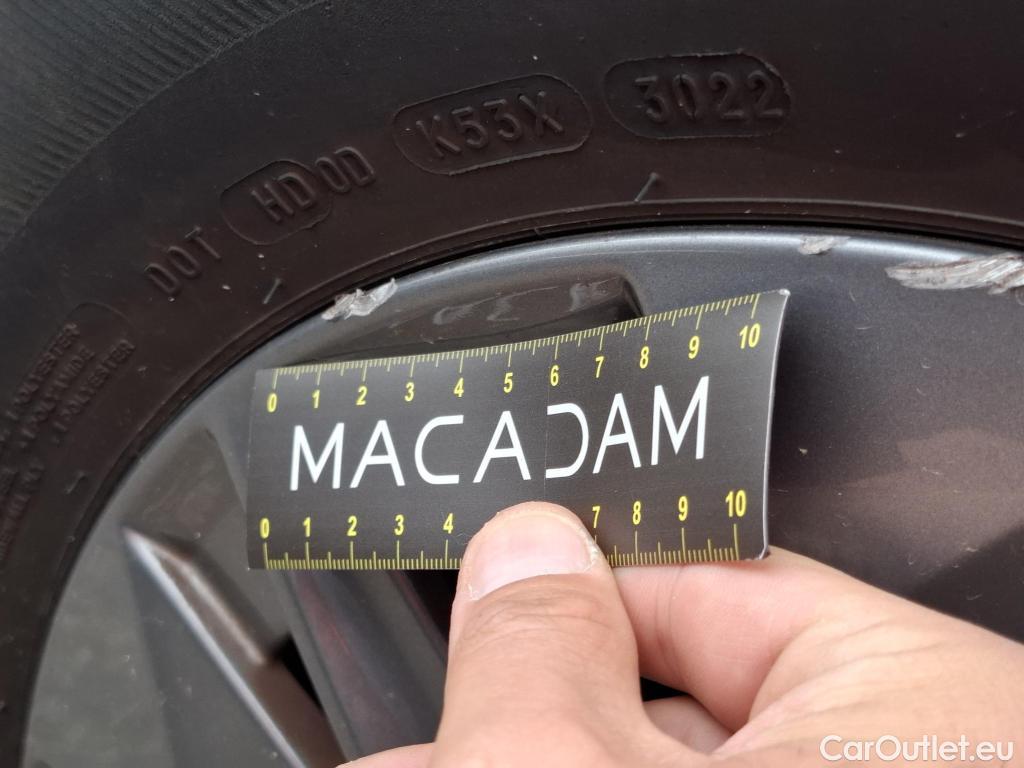 DOT HD0D K53X 3022
POLYESTER
0 1 2 3 4 5 6 7 8 9 10
MACADAM
0 1 2 3 4 7 8 9 10
CarOutlet.eu